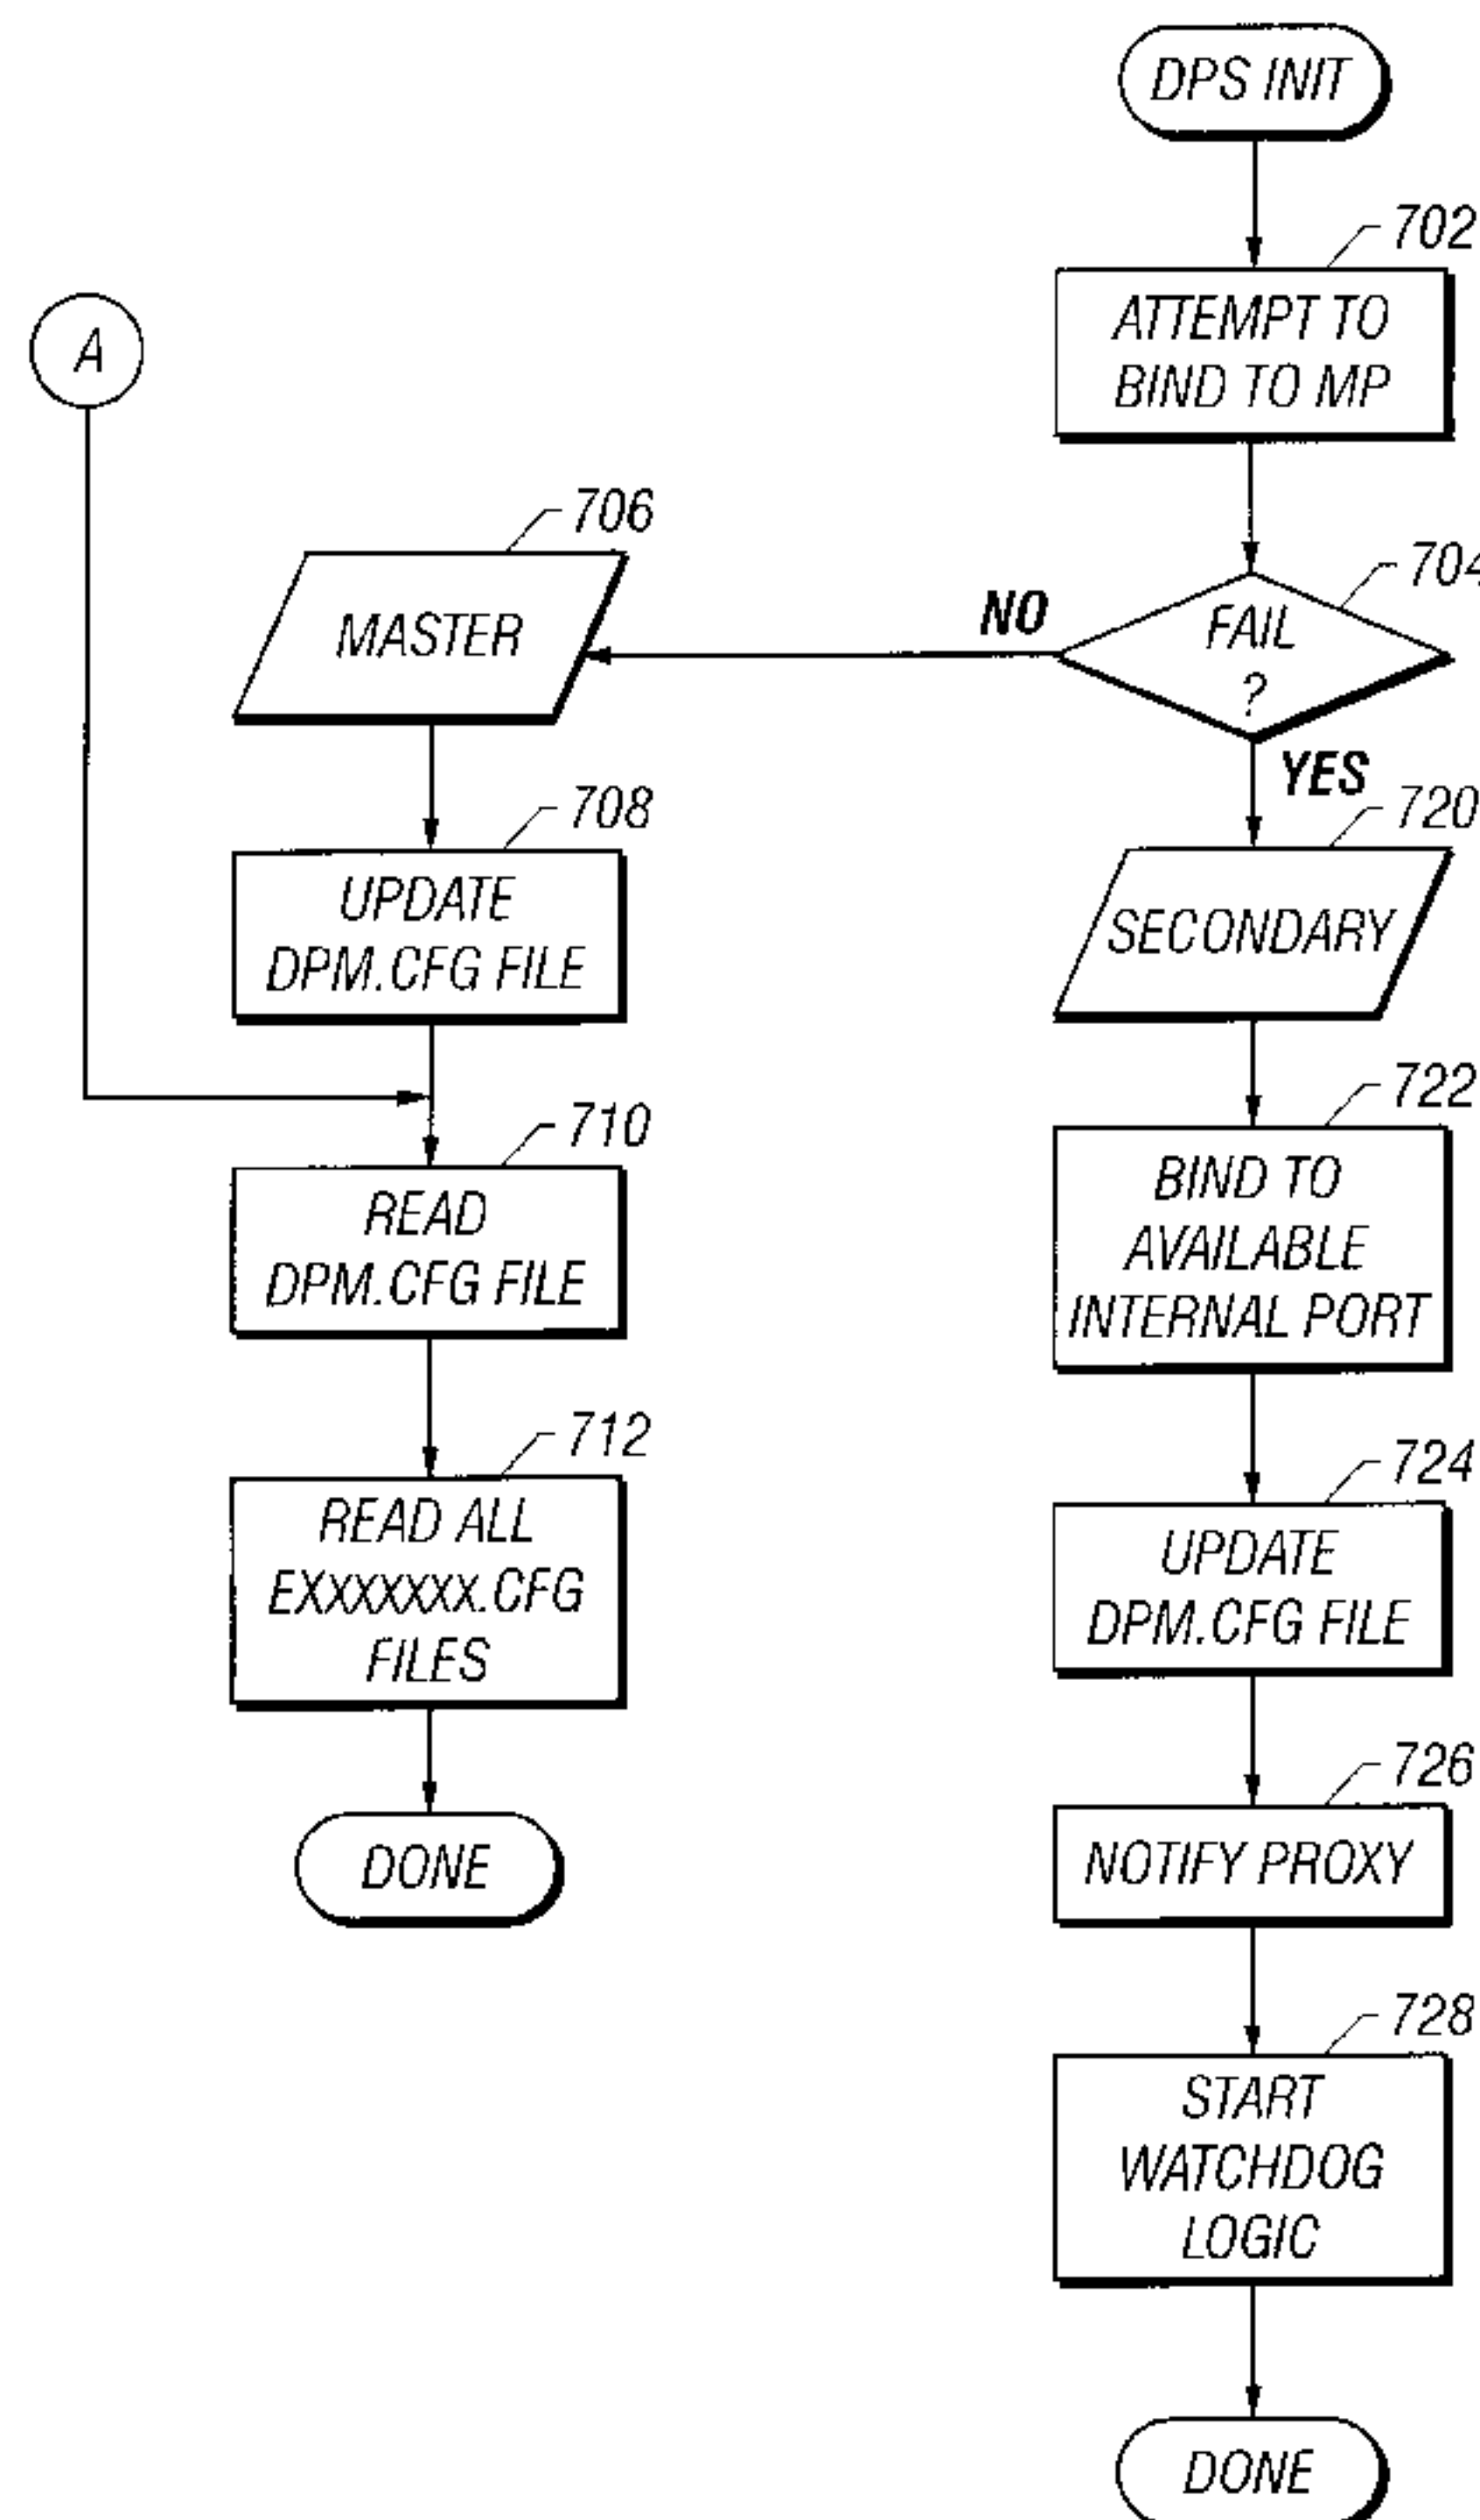 DPS INIT
702
ATTEMPT TO
BIND TO MP
A
706
MASTER
NO
704
FAIL
?
YES
708
UPDATE
DPM.CFG FILE
720
SECONDARY
710
READ
DPM.CFG FILE
722
BIND TO
AVAILABLE
INTERNAL PORT
712
READ ALL
EXXXXXXX.CFG
FILES
724
UPDATE
DPM.CFG FILE
DONE
726
NOTIFY PROXY
728
START
WATCHDOG
LOGIC
DONE